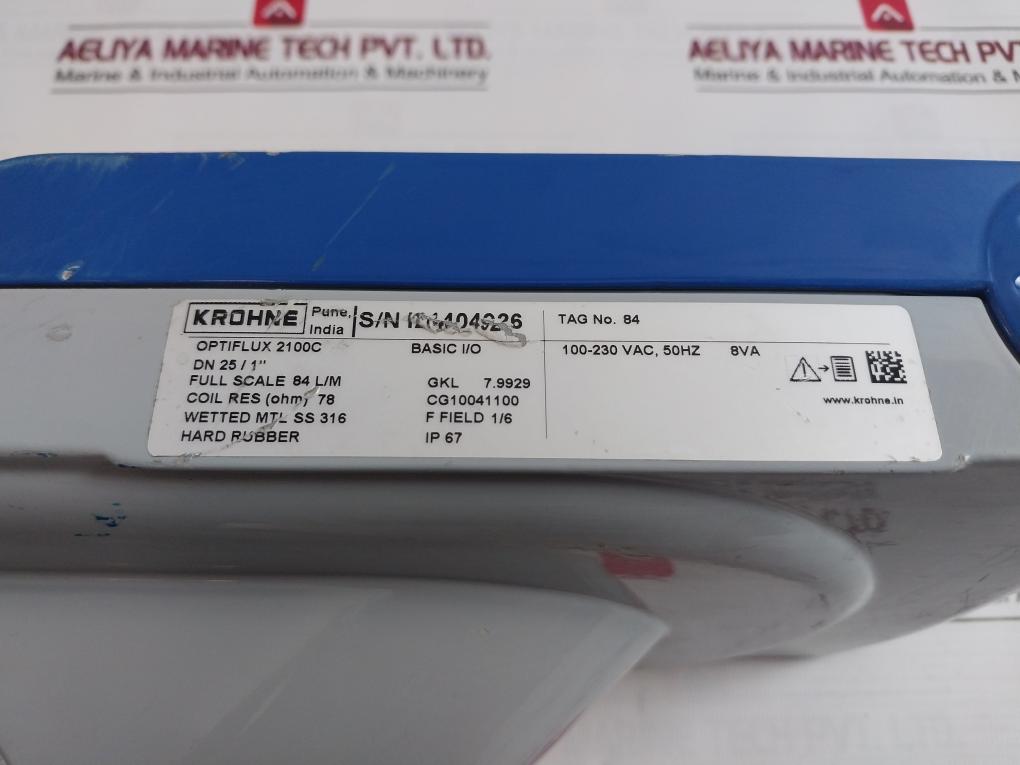 AELIYA MARINE TECH PVT. LTD.
Marine & Industrial Automation & Machinery
AELIYA MARINE TECH PVT
Marine & Industrial Automation & M
KROHNE Pune, India S/N 404926
TAG No. 84
OPTIFLUX 2100C BASIC I/O
100-230 VAC, 50HZ 8VA
DN 25 / 1"
FULL SCALE 84 L/M GKL 7.9929
COIL RES (ohm) 78 CG10041100
WETTED MTL SS 316 F FIELD 1/6
HARD RUBBER IP 67
www.krohne.in